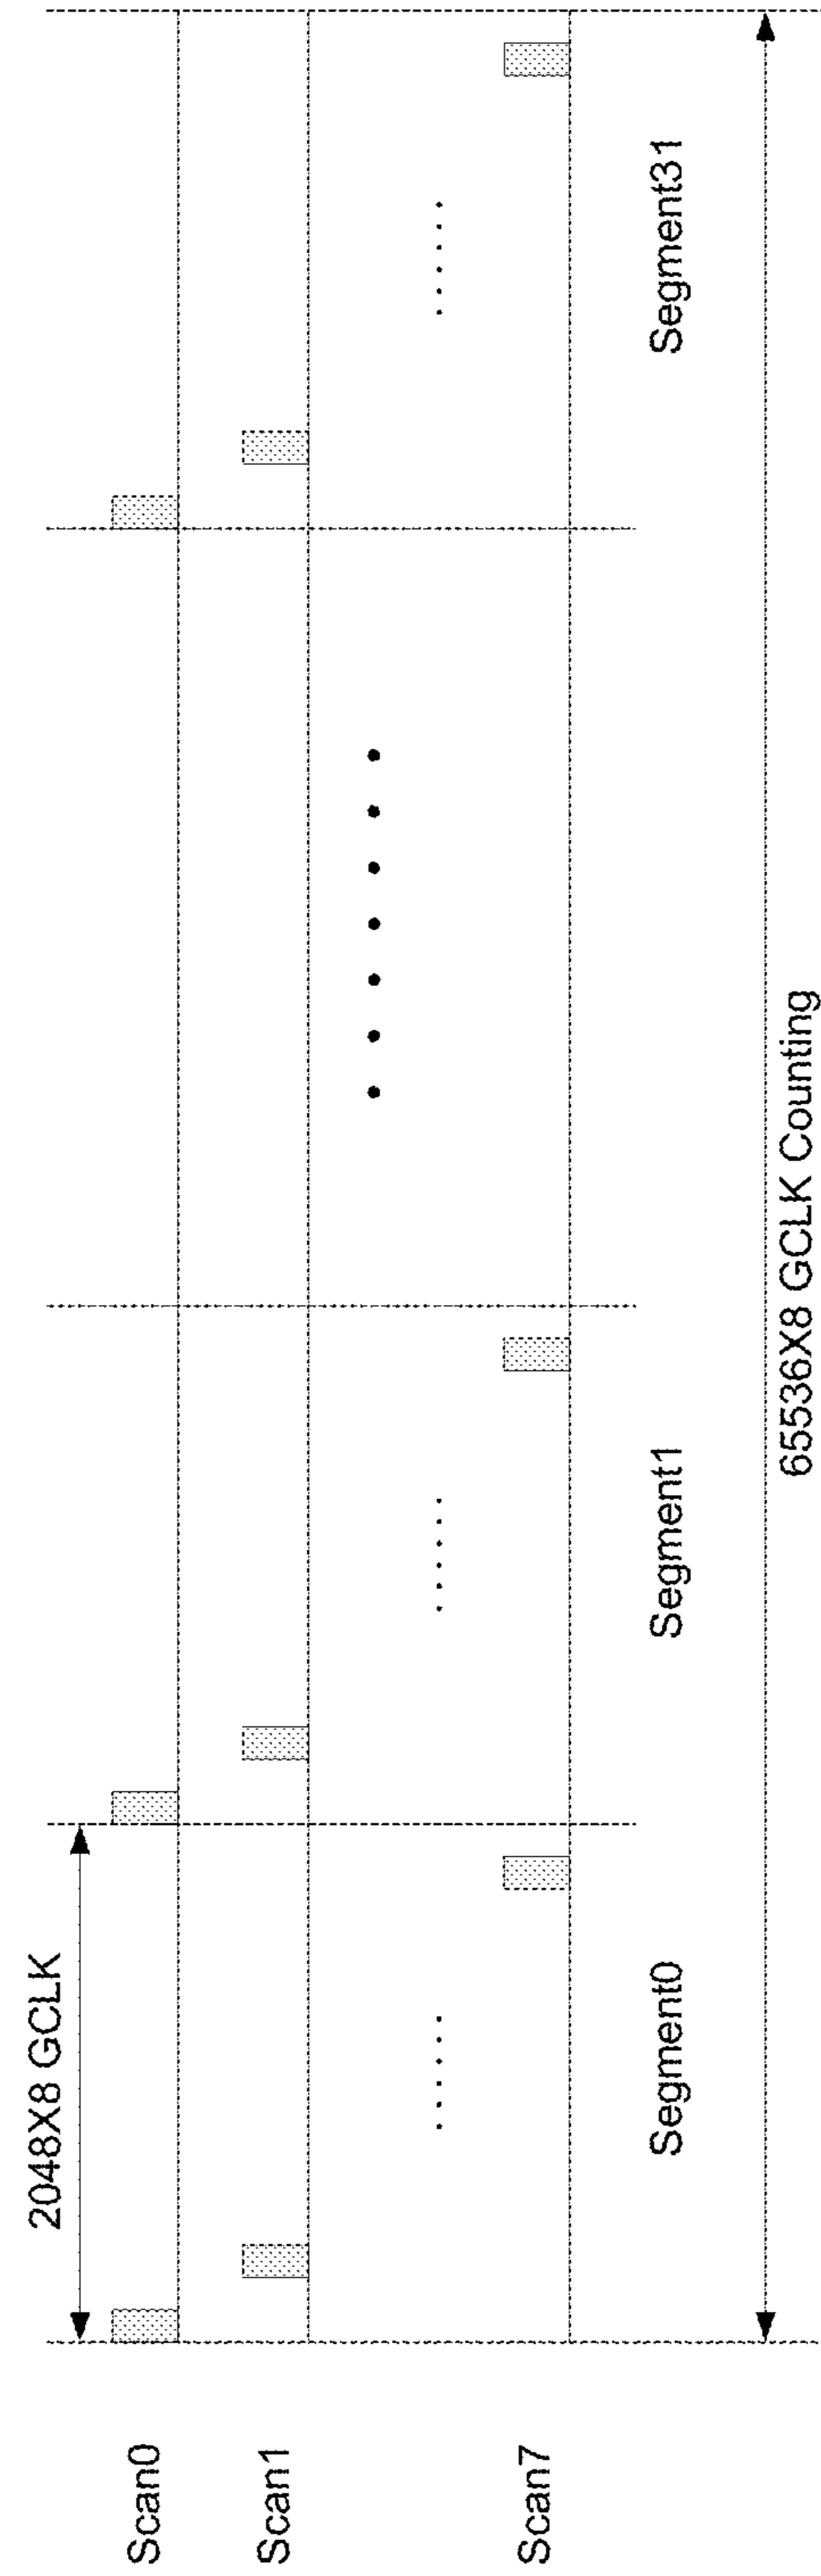 2048X8 GCLK
Scan0
Scan1
Scan7
Segment0
Segment1
Segment31
65536X8 GCLK Counting